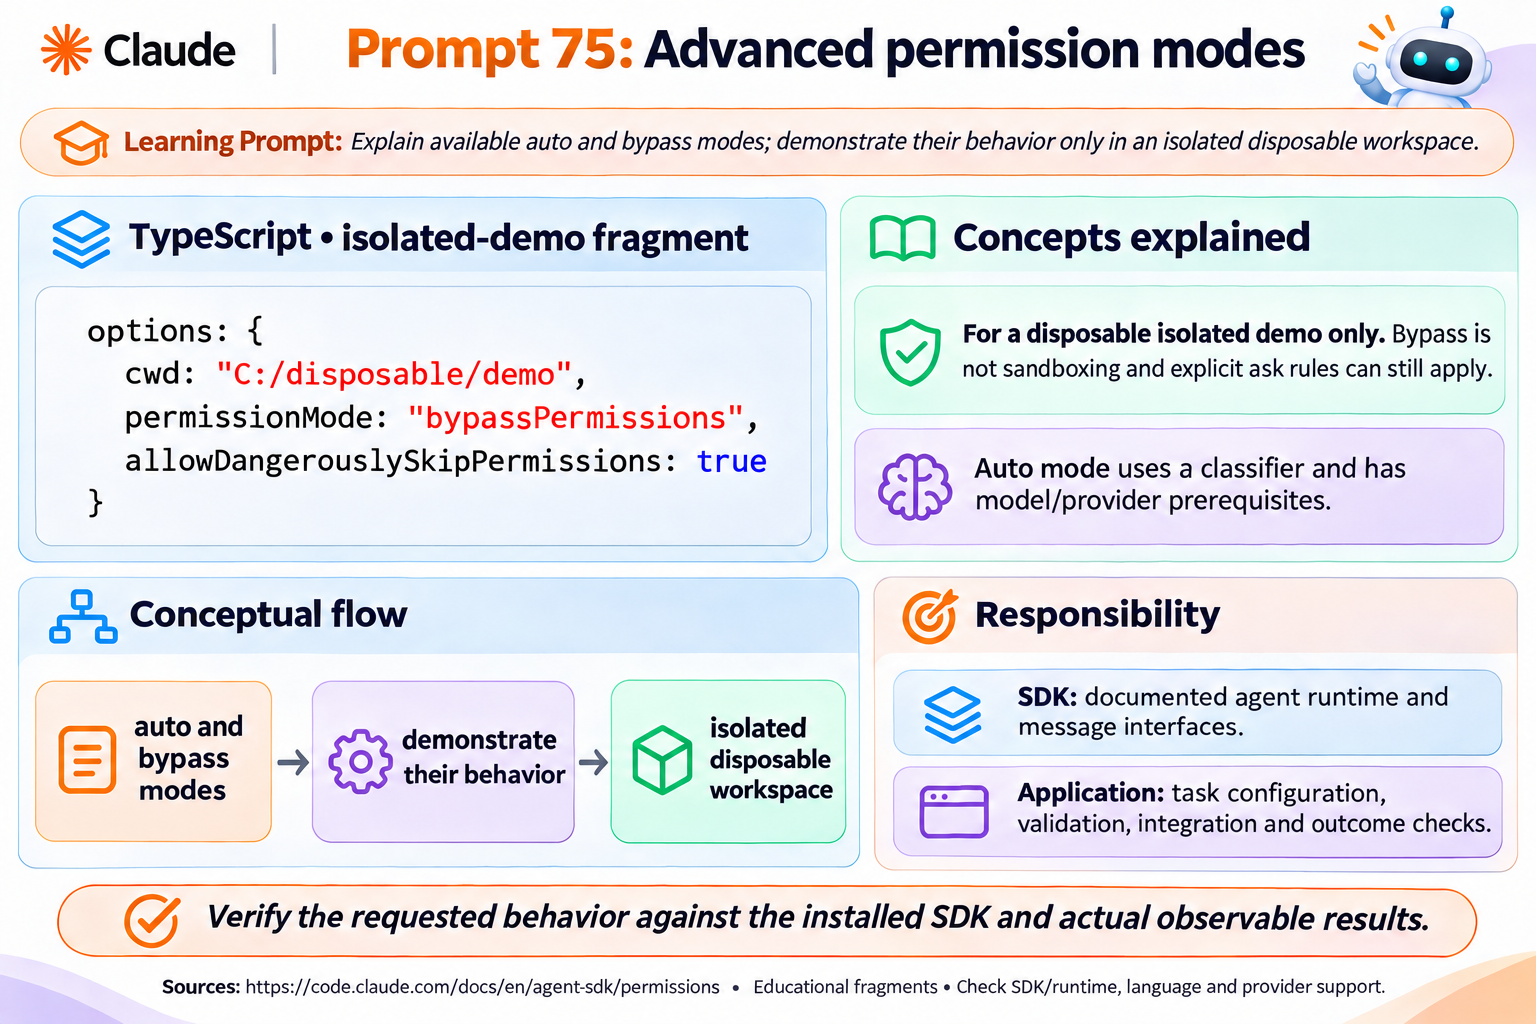 Claude
Prompt 75: Advanced permission modes
Learning Prompt: Explain available auto and bypass modes; demonstrate their behavior only in an isolated disposable workspace.
TypeScript • isolated-demo fragment
options: {
cwd: "C:/disposable/demo",
permissionMode: "bypassPermissions",
allowDangerouslySkipPermissions: true
}
Concepts explained
For a disposable isolated demo only. Bypass is
not sandboxing and explicit ask rules can still apply.
Auto mode uses a classifier and has
model/provider prerequisites.
Conceptual flow
auto and
bypass
modes
demonstrate
their behavior
isolated
disposable
workspace
Responsibility
SDK: documented agent runtime and
message interfaces.
Application: task configuration,
validation, integration and outcome checks.
Verify the requested behavior against the installed SDK and actual observable results.
Sources: https://code.claude.com/docs/en/agent-sdk/permissions • Educational fragments • Check SDK/runtime, language and provider support.